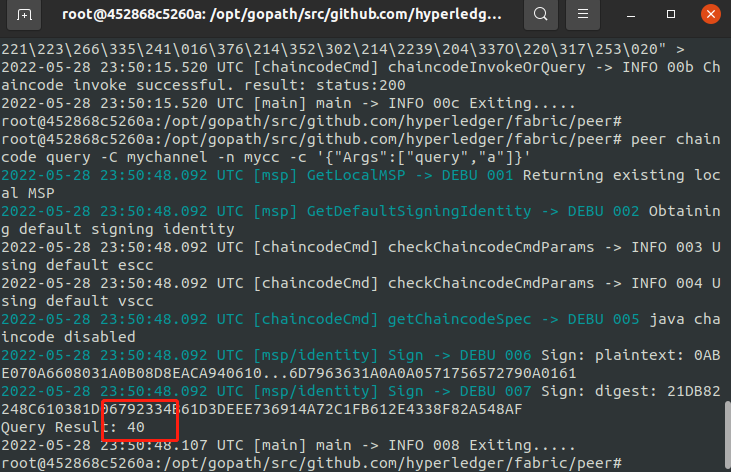 root@452868c5260a: /opt/gopath/src/github.com/hyperledg...
221\223\266\335\241\016\376\214\352\302\214\2239\204\337O\220\317\253\020" >
2022-05-28 23:50:15.520 UTC [chaincodeCmd] chaincodeInvokeOrQuery -> INFO 00b Ch
aincode invoke successful. result: status:200
2022-05-28 23:50:15.520 UTC [main] main -> INFO 00c Exiting.....
root@452868c5260a:/opt/gopath/src/github.com/hyperledger/fabric/peer#
root@452868c5260a:/opt/gopath/src/github.com/hyperledger/fabric/peer# peer chain
code query -C mychannel -n mycc -c '{"Args":["query","a"]}'
2022-05-28 23:50:48.092 UTC [msp] GetLocalMSP -> DEBU 001 Returning existing loc
al MSP
2022-05-28 23:50:48.092 UTC [msp] GetDefaultSigningIdentity -> DEBU 002 Obtainin
g default signing identity
2022-05-28 23:50:48.092 UTC [chaincodeCmd] checkChaincodeCmdParams -> INFO 003 U
sing default escc
2022-05-28 23:50:48.092 UTC [chaincodeCmd] checkChaincodeCmdParams -> INFO 004 U
sing default vscc
2022-05-28 23:50:48.092 UTC [chaincodeCmd] getChaincodeSpec -> DEBU 005 java cha
incode disabled
2022-05-28 23:50:48.092 UTC [msp/identity] Sign -> DEBU 006 Sign: plaintext: 0AB
E070A6608031A0B08D8EACA940610...6D7963631A0A0A0571756572790A0161
2022-05-28 23:50:48.092 UTC [msp/identity] Sign -> DEBU 007 Sign: digest: 21DB82
248C610381D06792334B61D3DEEE736914A72C1FB612E4338F82A548AF
Query Result: 40
2022-05-28 23:50:48.107 UTC [main] main -> INFO 008 Exiting.....
root@452868c5260a:/opt/gopath/src/github.com/hyperledger/fabric/peer#